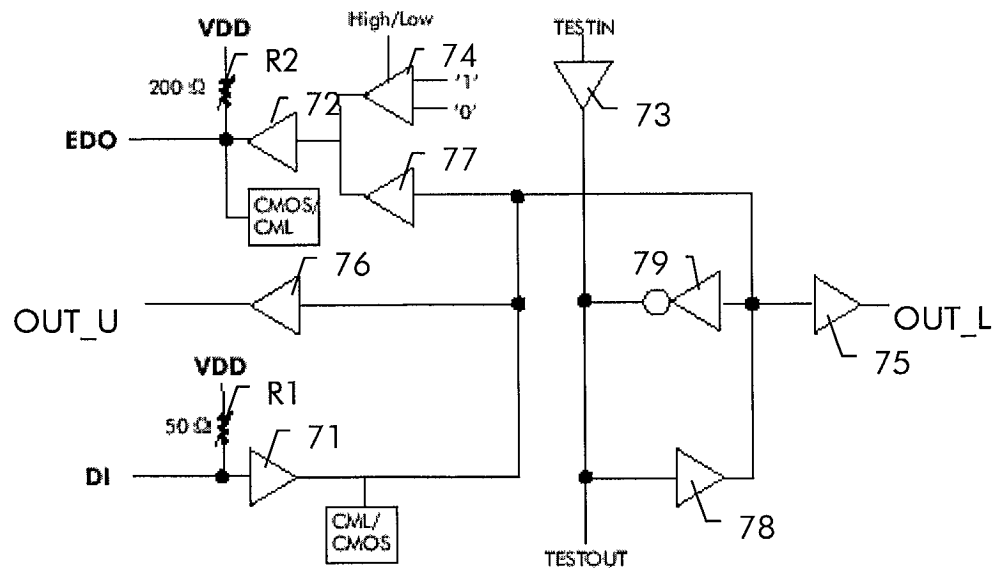 High/Low
TESTIN
VDD
R2
74
200 Ω
72
'1'
'0'
73
EDO
77
CMOS/
CML
76
79
OUT_U
OUT_L
75
VDD
R1
50 Ω
71
DI
CML/
CMOS
78
TESTOUT